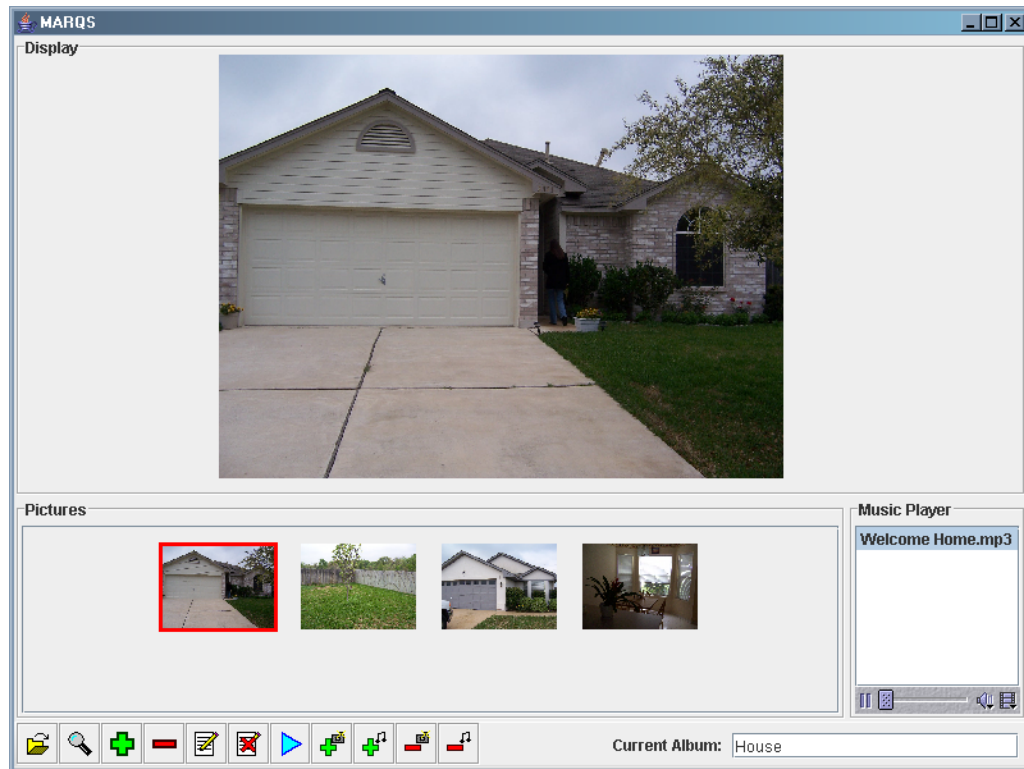 MARQS
Display
Pictures
Music Player
Welcome Home.mp3
Current Album: House